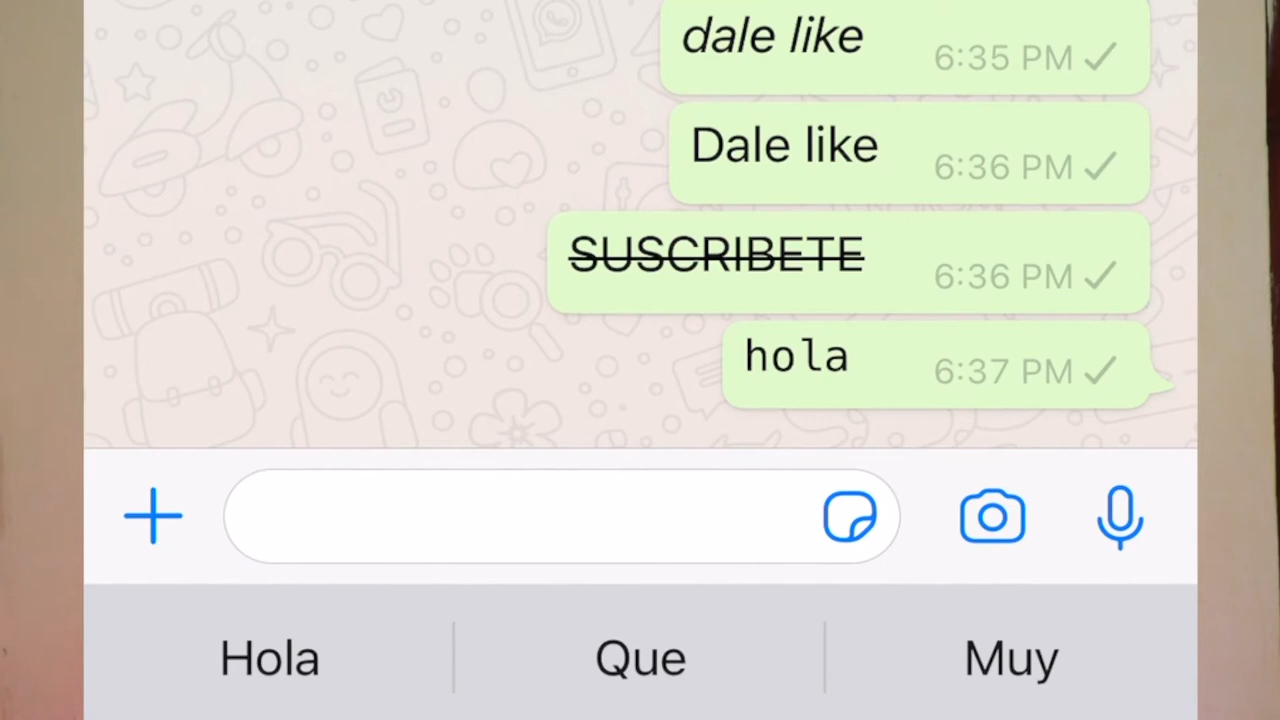 dale like
6:35 PM
Dale like
6:36 PM
SUSCRIBETE
6:36 PM
hola
6:37 PM
Hola Que Muy